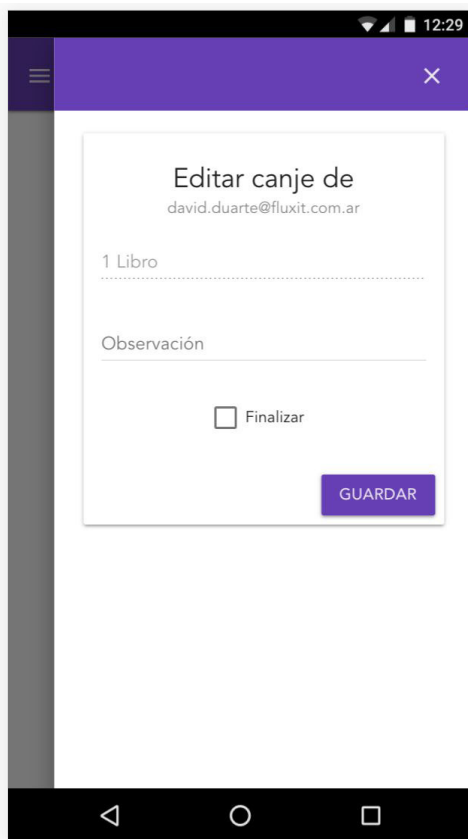 12:29
Editar canje de
david.duarte@fluxit.com.ar
1 Libro
Observación
Finalizar
GUARDAR